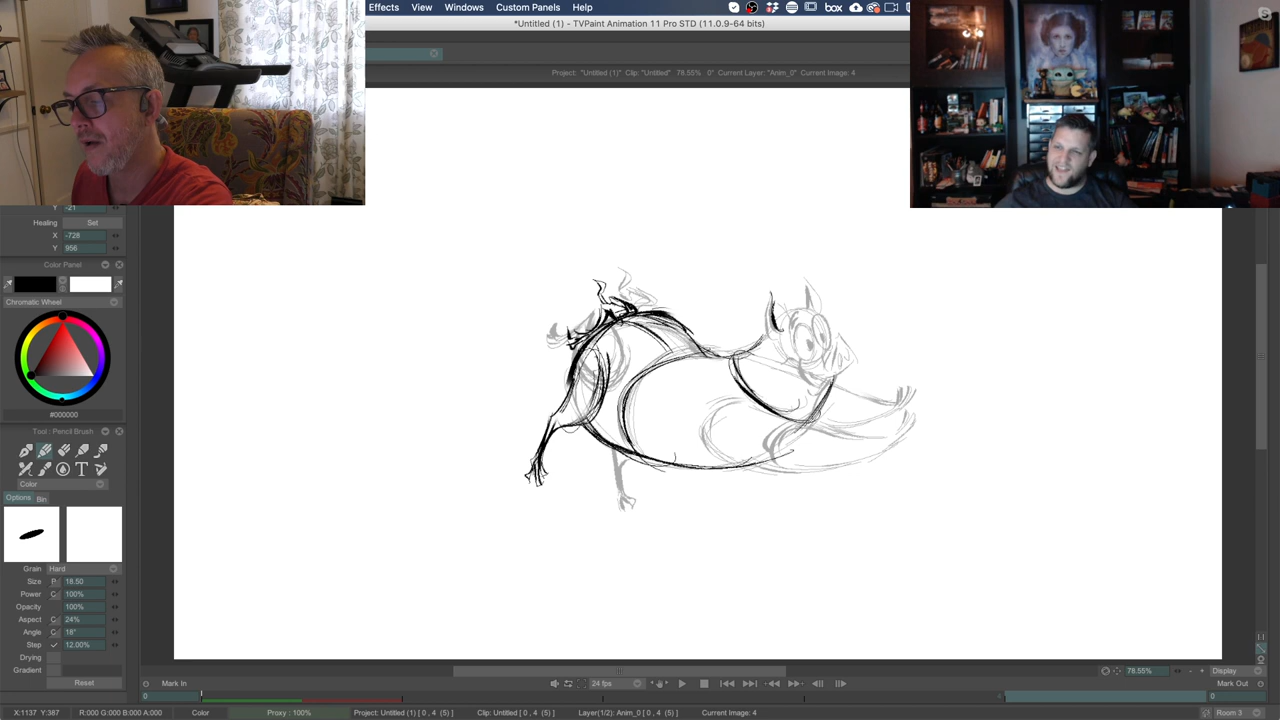 Effects View Windows Custom Panels Help
box
*Untitled (1) - TVPaint Animation 11 Pro STD (11.0.9-64 bits)
Project: "Untitled (1)" Clip: "Untitled" 78.55% 0° Current Layer: "Anim_0" Current Image: 4
Y -21
Healing Set
X -728
Y 956
Color Panel
Chromatic Wheel
#000000
Tool : Pencil Brush
T
Color
Options Bin
Grain Hard
Size P 18.50
Power C 100%
Opacity 100%
Aspect C 24%
Angle C 18°
Step 12.00%
Drying
Gradient
Reset
78.55% Display
Mark In 24 fps Mark Out
0 0
X:1137 Y:387 R:000 G:000 B:000 A:000 Color Proxy : 100% Project: Untitled (1) [ 0 , 4 (5) ] Clip: Untitled [ 0 , 4 (5) ] Layer(1/2): Anim_0 [ 0 , 4 (5) ] Current Image: 4 Room 3